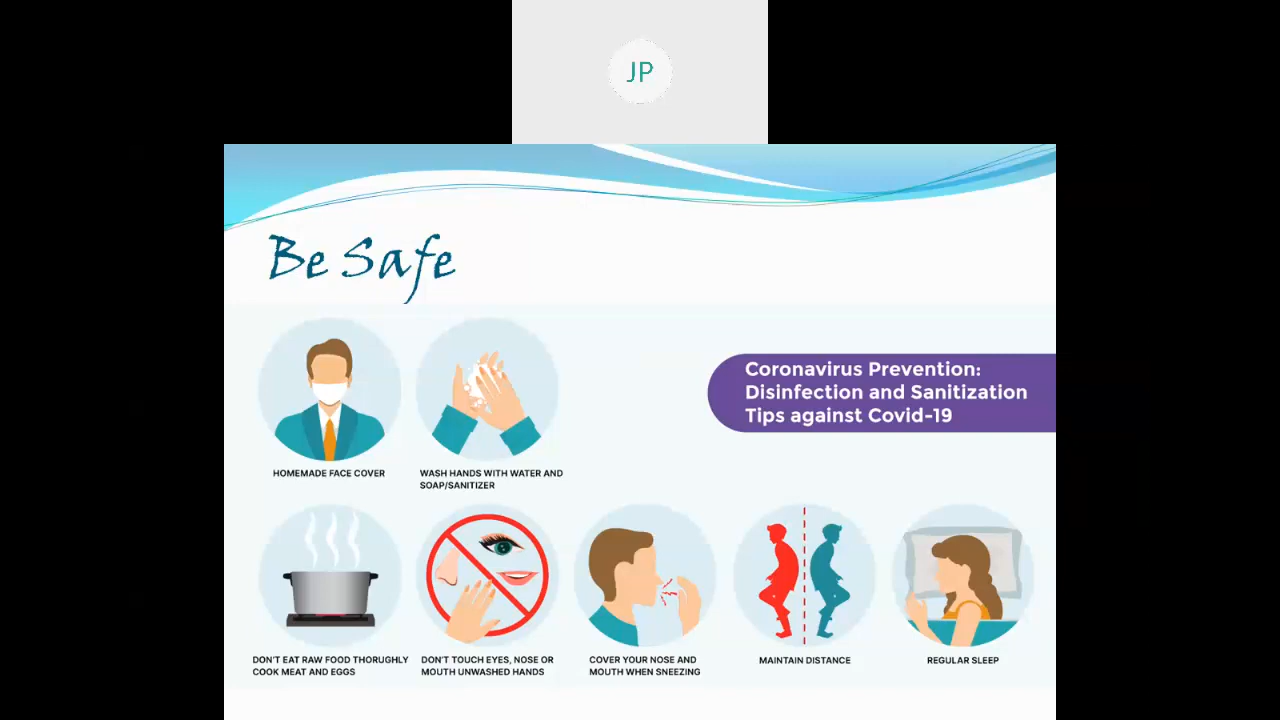 JP
Be Safe
Coronavirus Prevention:
Disinfection and Sanitization
Tips against Covid-19
HOMEMADE FACE COVER
WASH HANDS WITH WATER AND
SOAP/SANITIZER
DON'T EAT RAW FOOD THORUGHLY
COOK MEAT AND EGGS
DON'T TOUCH EYES, NOSE OR
MOUTH UNWASHED HANDS
COVER YOUR NOSE AND
MOUTH WHEN SNEEZING
MAINTAIN DISTANCE
REGULAR SLEEP